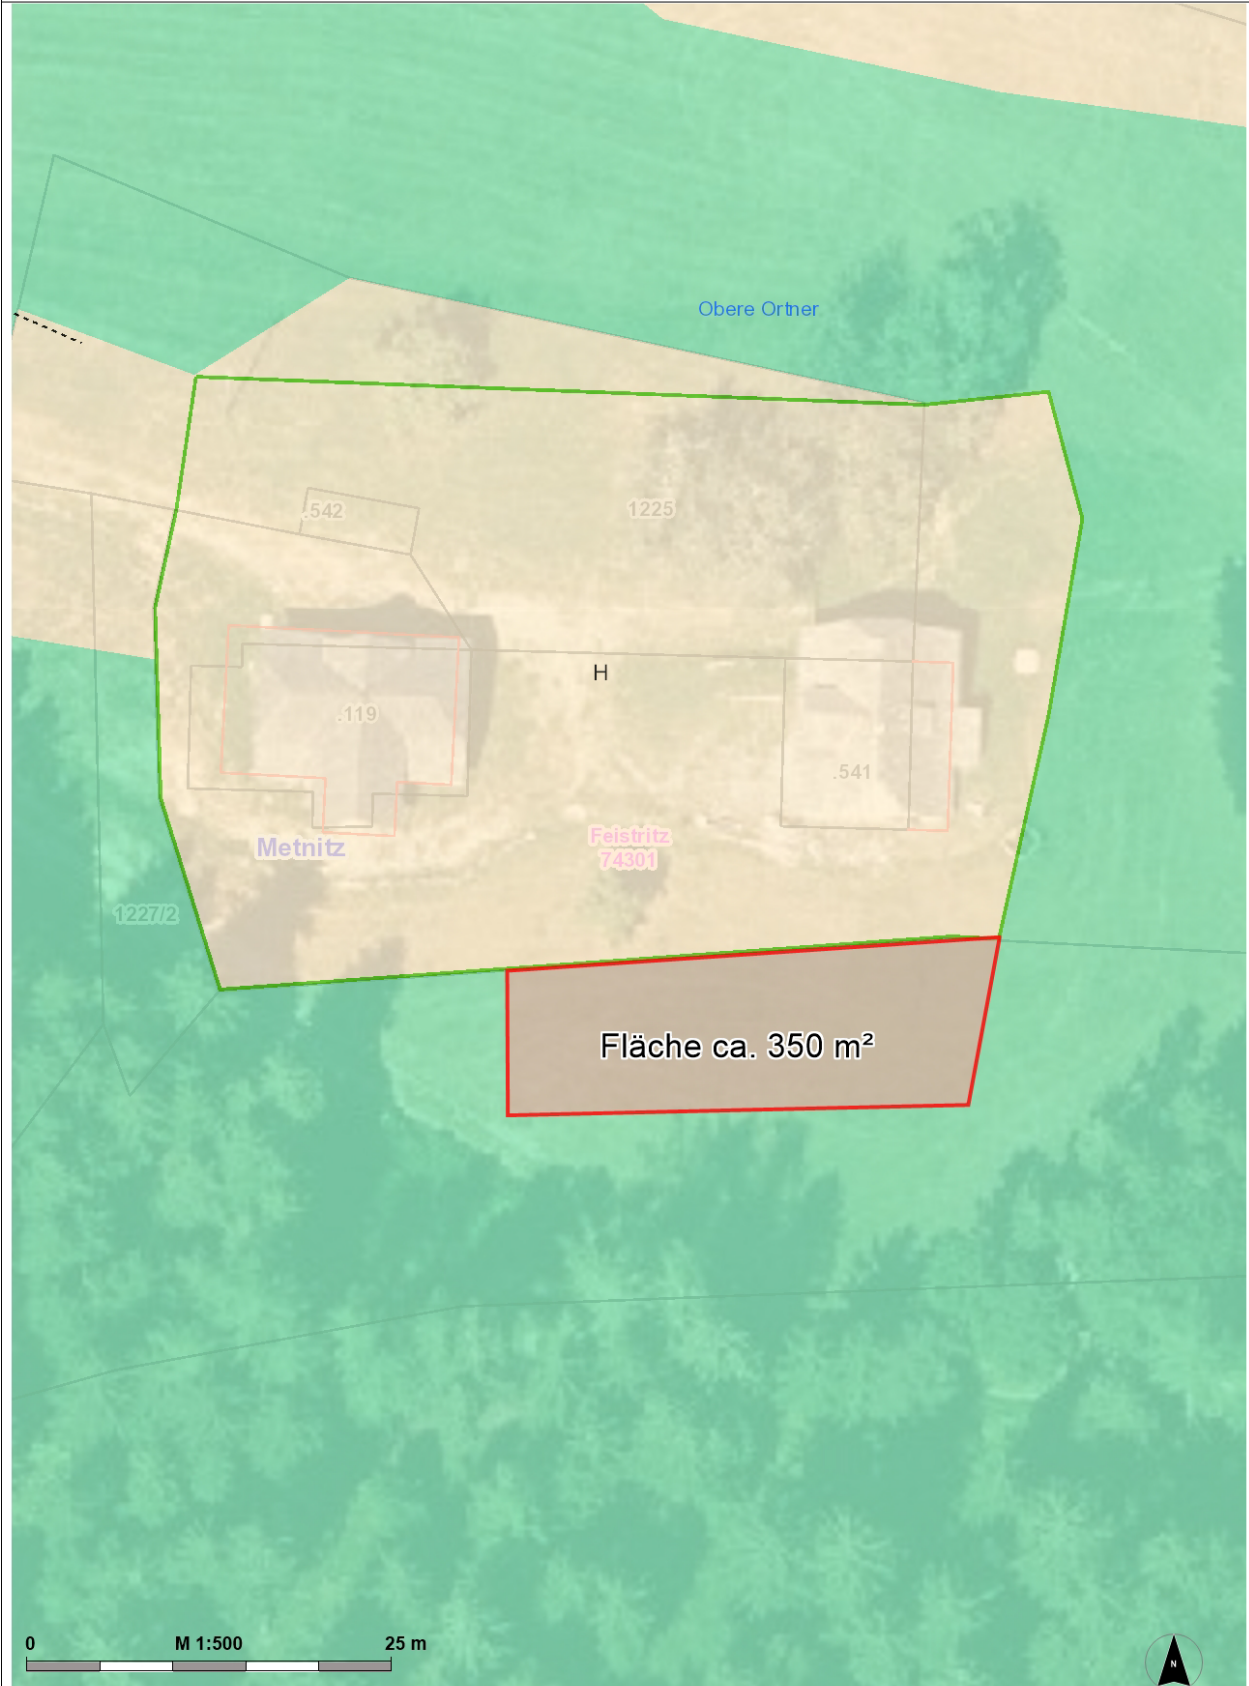 Obere Ortner
.542
1225
H
.119
.541
Feistritz
74301
Metnitz
1227/2
Fläche ca. 350 m²
0 M 1:500 25 m
N